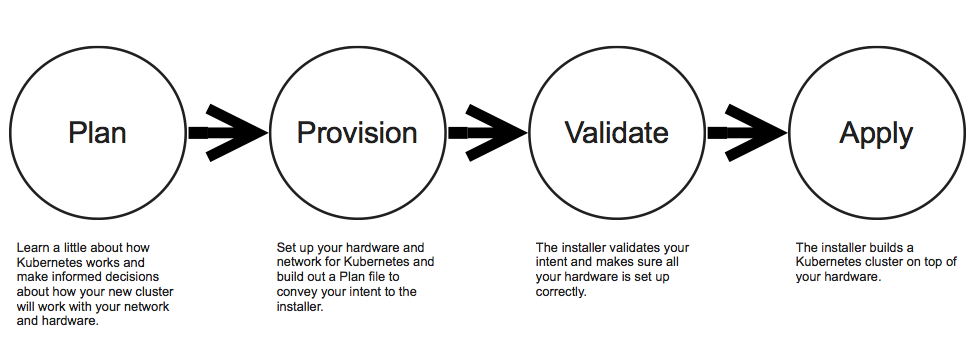 Plan
Provision
Validate
Apply
Learn a little about how
Kubernetes works and
make informed decisions
about how your new cluster
will work with your network
and hardware.
Set up your hardware and
network for Kubernetes and
build out a Plan file to
convey your intent to the
installer.
The installer validates your
intent and makes sure all
your hardware is set up
correctly.
The installer builds a
Kubernetes cluster on top of
your hardware.